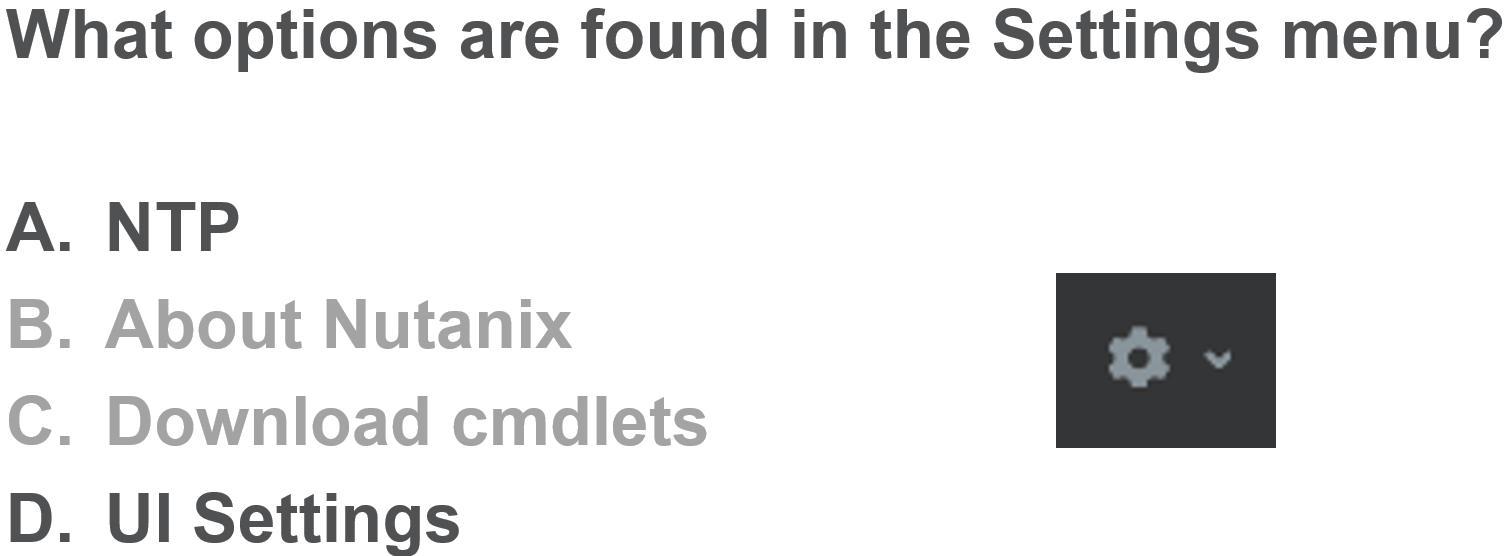 What options are found in the Settings menu?
A. NTP
B. About Nutanix
C. Download cmdlets
D. UI Settings